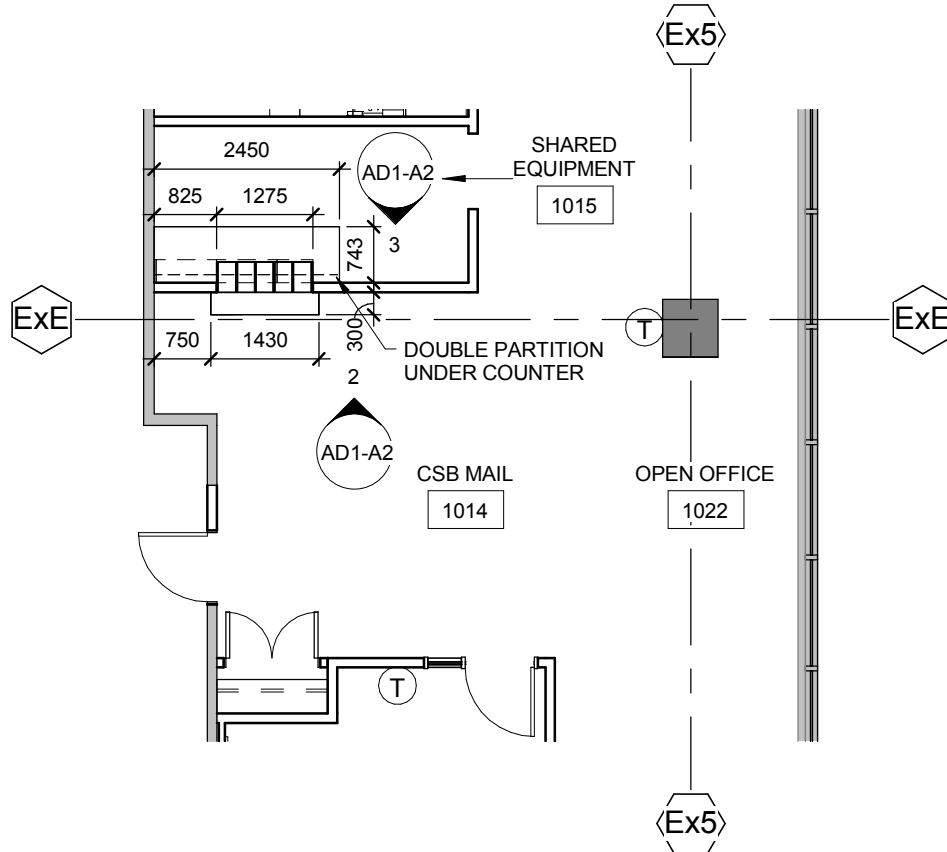 Ex5
SHARED
EQUIPMENT
1015
2450
AD1-A2
825
1275
3
743
ExE
ExE
T
750
1430
300
DOUBLE PARTITION
UNDER COUNTER
2
AD1-A2
CSB MAIL
1014
OPEN OFFICE
1022
T
Ex5